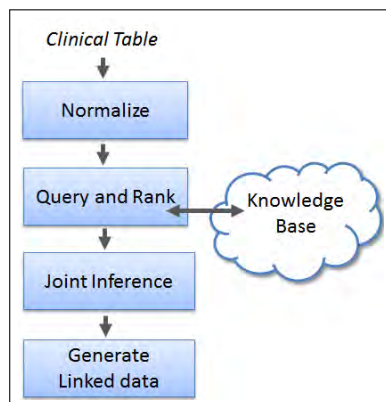 Clinical Table
Normalize
Query and Rank
Knowledge
Base
Joint Inference
Generate
Linked data